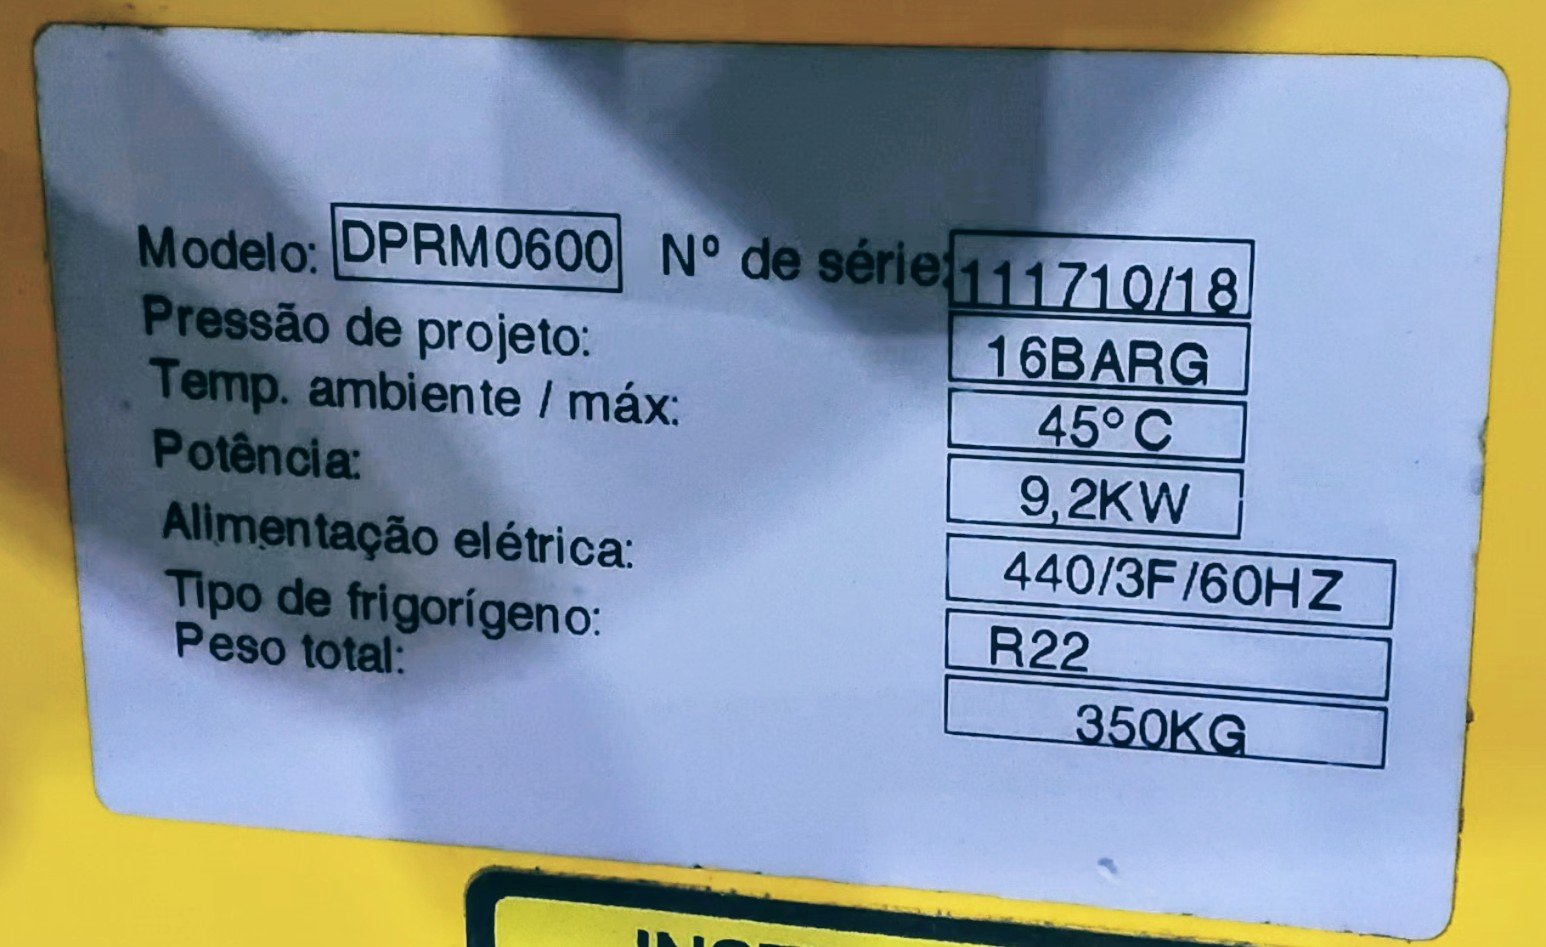 Modelo: DPRM0600 Nº de série: 111710/18
Pressão de projeto: 16BARG
Temp. ambiente / máx: 45°C
Potência: 9,2KW
Alimentação elétrica: 440/3F/60HZ
Tipo de frigorígeno: R22
Peso total: 350KG